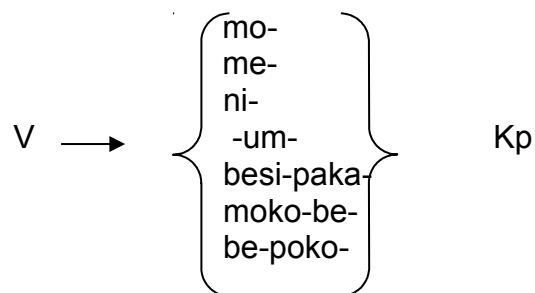 mo-
me-
ni-
V → -um- Kp
besi-paka-
moko-be-
be-poko-